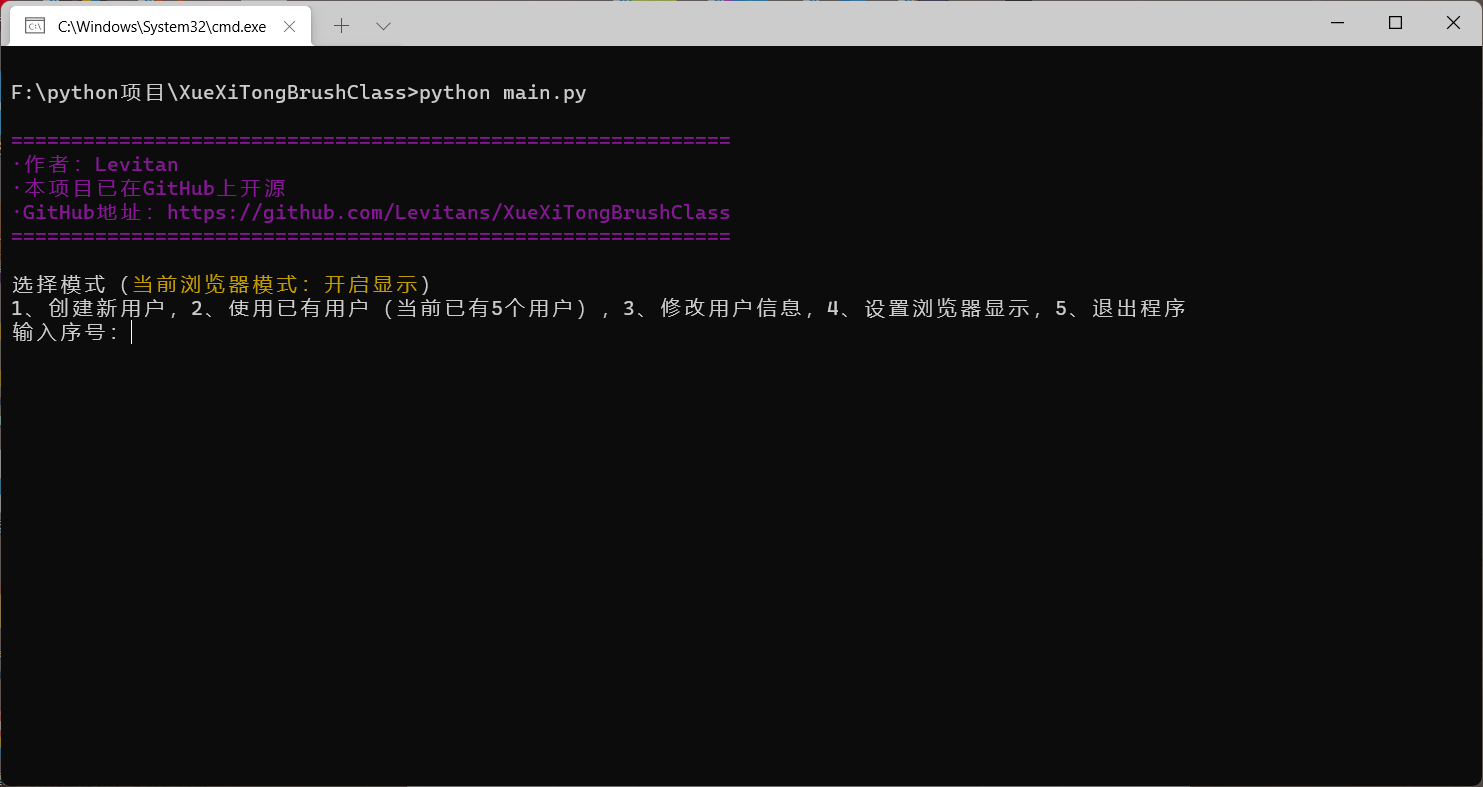 C:\Windows\System32\cmd.exe
F:\python项目\XueXiTongBrushClass>python main.py
============================================================
·作者：Levitan
·本项目已在GitHub上开源
·GitHub地址：https://github.com/Levitans/XueXiTongBrushClass
============================================================
选择模式（当前浏览器模式：开启显示）
1、创建新用户，2、使用已有用户（当前已有5个用户），3、修改用户信息，4、设置浏览器显示，5、退出程序
输入序号：